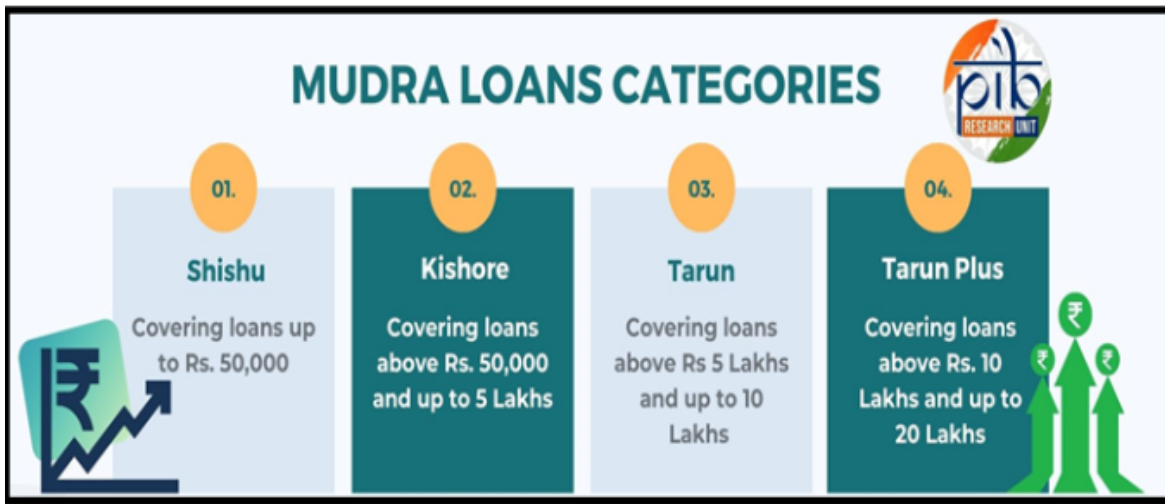 MUDRA LOANS CATEGORIES
pib
RESEARCH UNIT
01.
Shishu
Covering loans up
to Rs. 50,000
02.
Kishore
Covering loans
above Rs. 50,000
and up to 5 Lakhs
03.
Tarun
Covering loans
above Rs 5 Lakhs
and up to 10
Lakhs
04.
Tarun Plus
Covering loans
above Rs. 10
Lakhs and up to
20 Lakhs
₹
₹
₹
₹